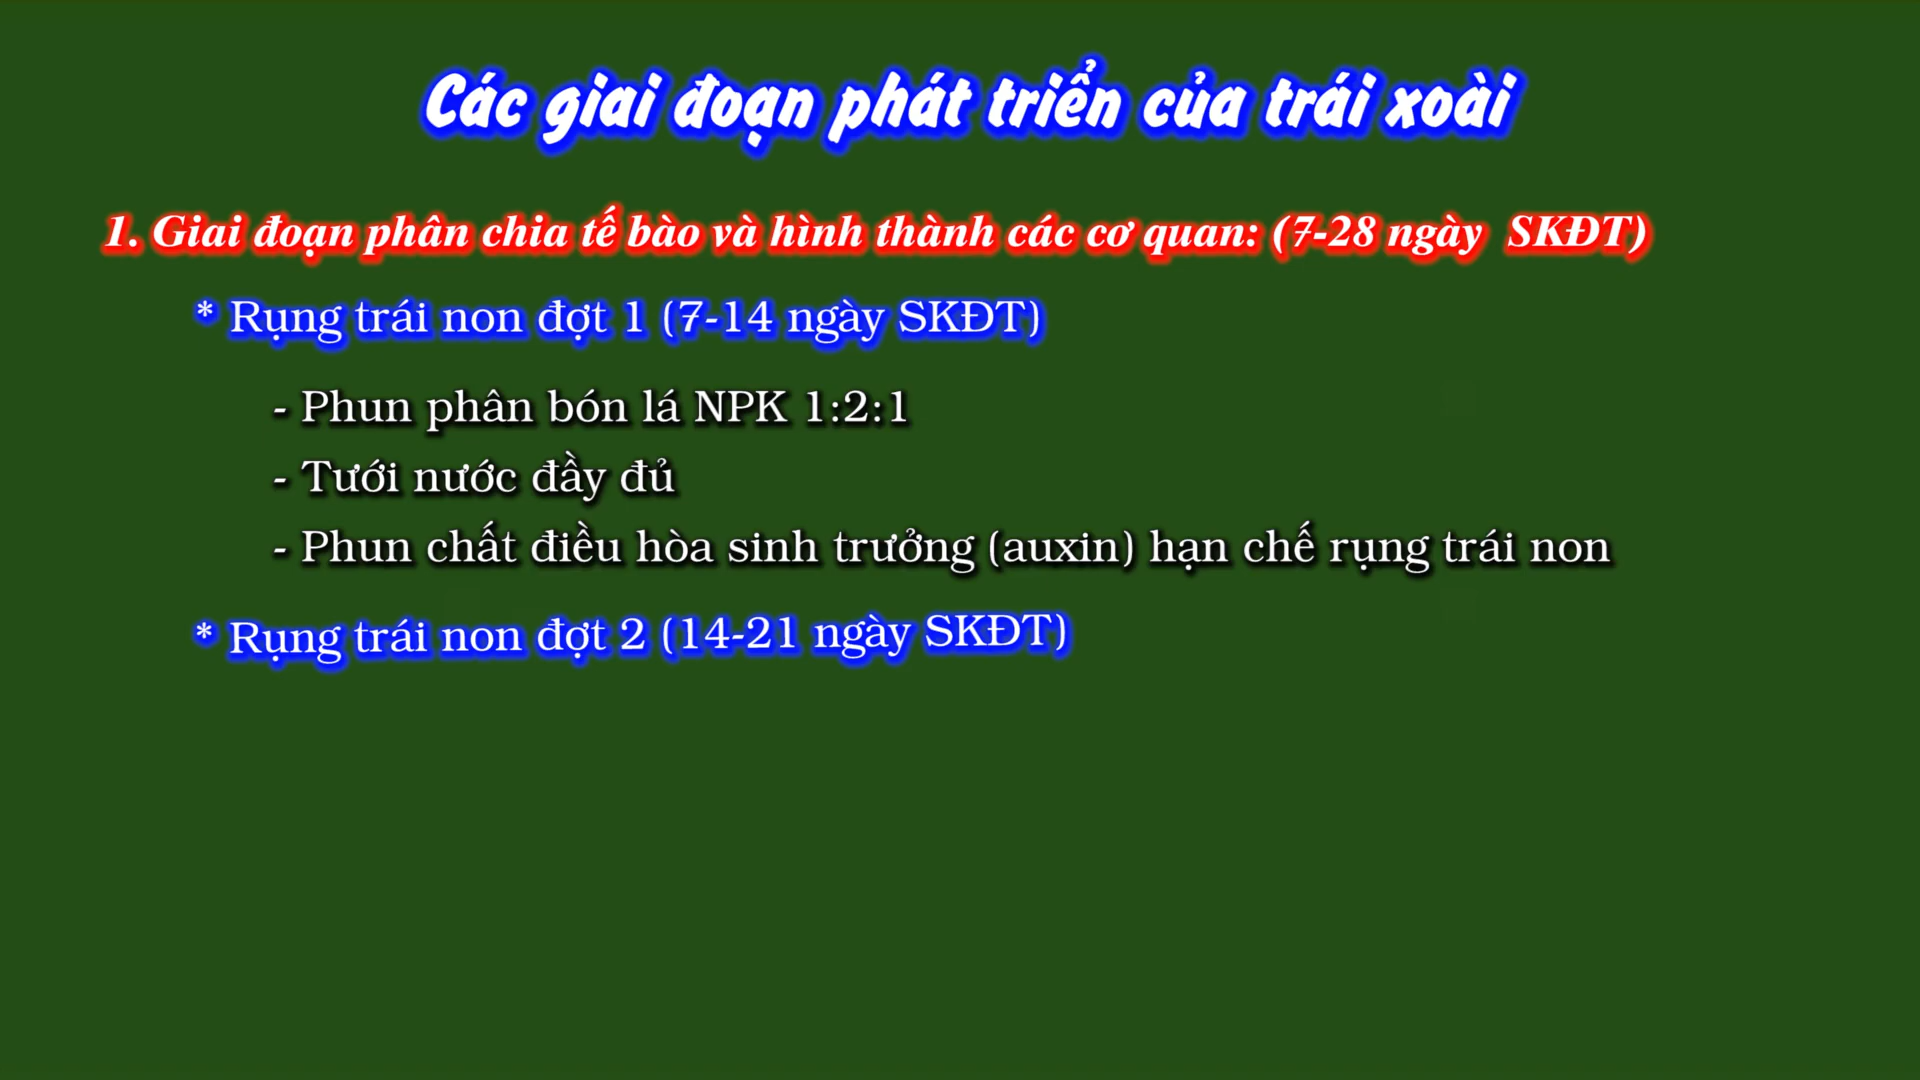 Các giai đoạn phát triển của trái xoài
1. Giai đoạn phân chia tế bào và hình thành các cơ quan: (7-28 ngày SKĐT)
* Rụng trái non đợt 1 (7-14 ngày SKĐT)
- Phun phân bón lá NPK 1:2:1
- Tưới nước đầy đủ
- Phun chất điều hòa sinh trưởng (auxin) hạn chế rụng trái non
* Rụng trái non đợt 2 (14-21 ngày SKĐT)